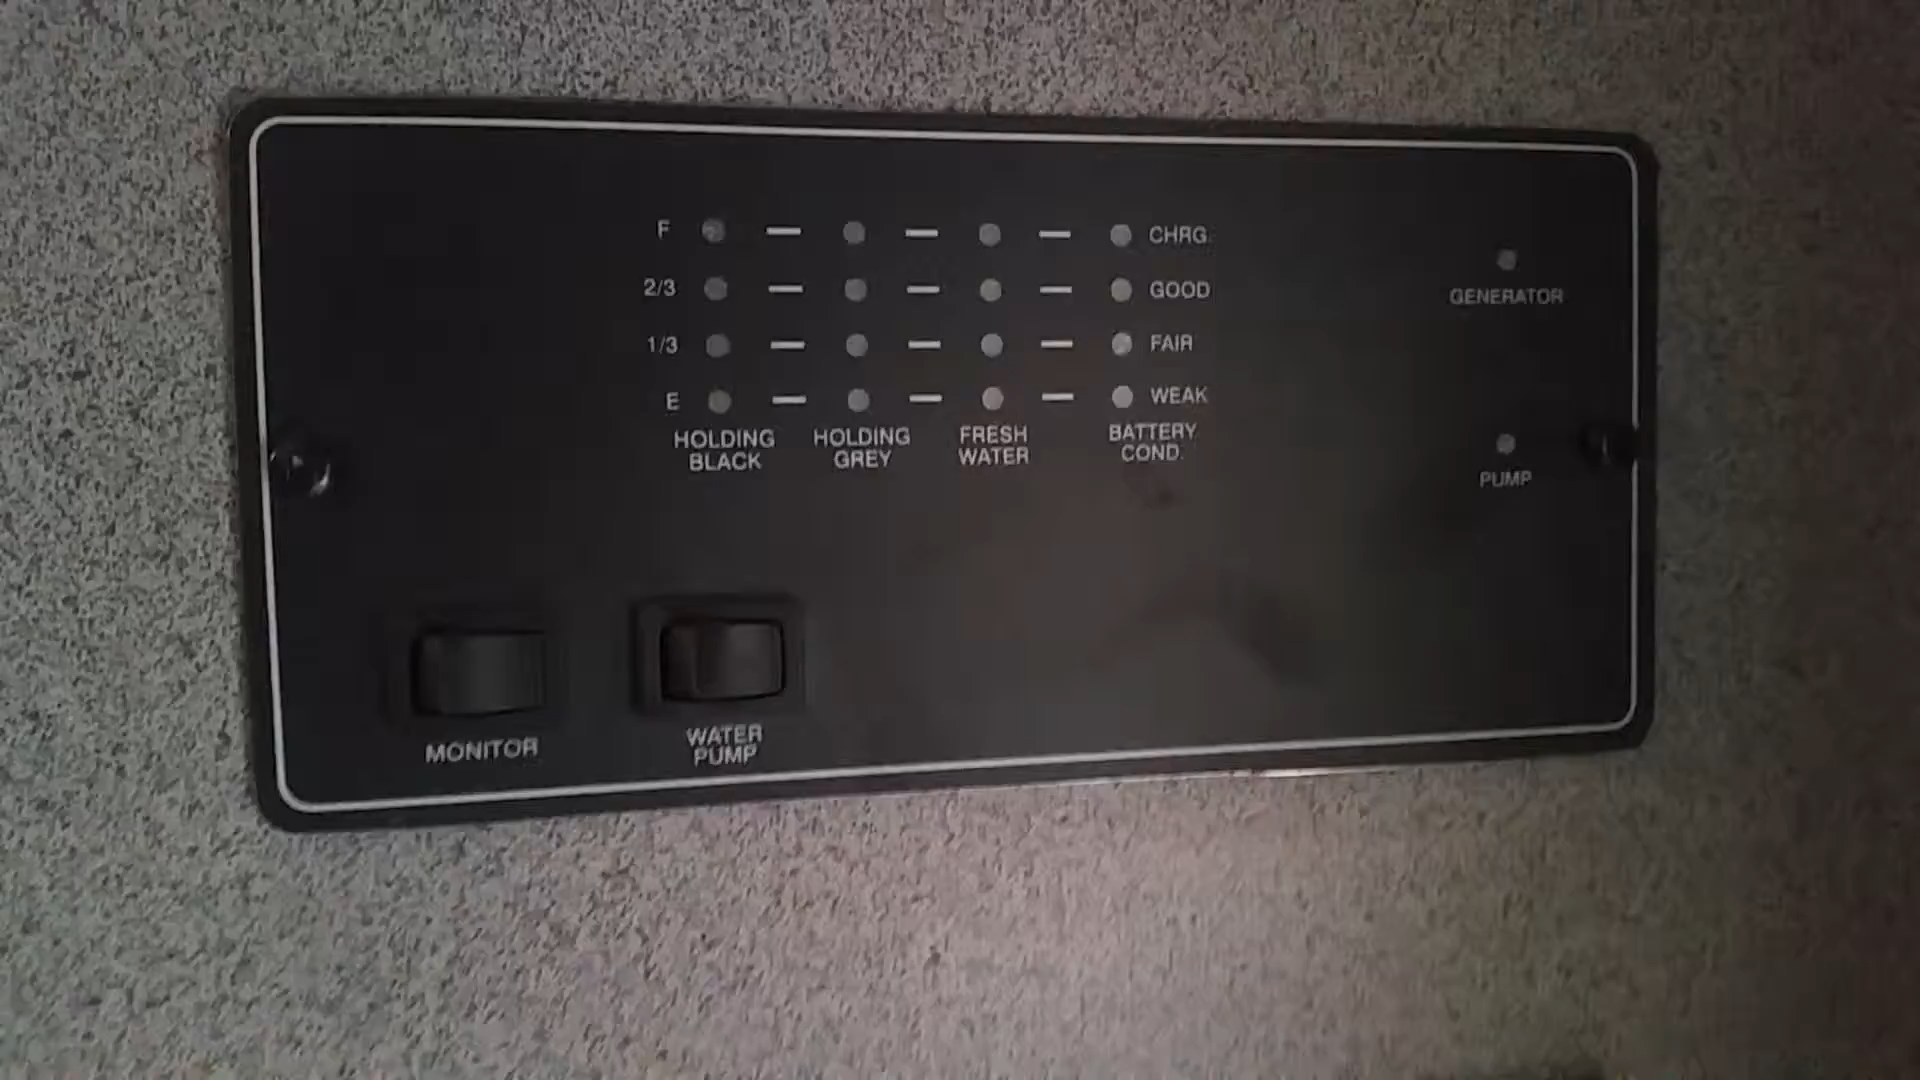 F CHRG.
2/3 GOOD
1/3 FAIR
E WEAK
HOLDING BLACK
HOLDING GREY
FRESH WATER
BATTERY COND.
GENERATOR
PUMP
MONITOR
WATER PUMP